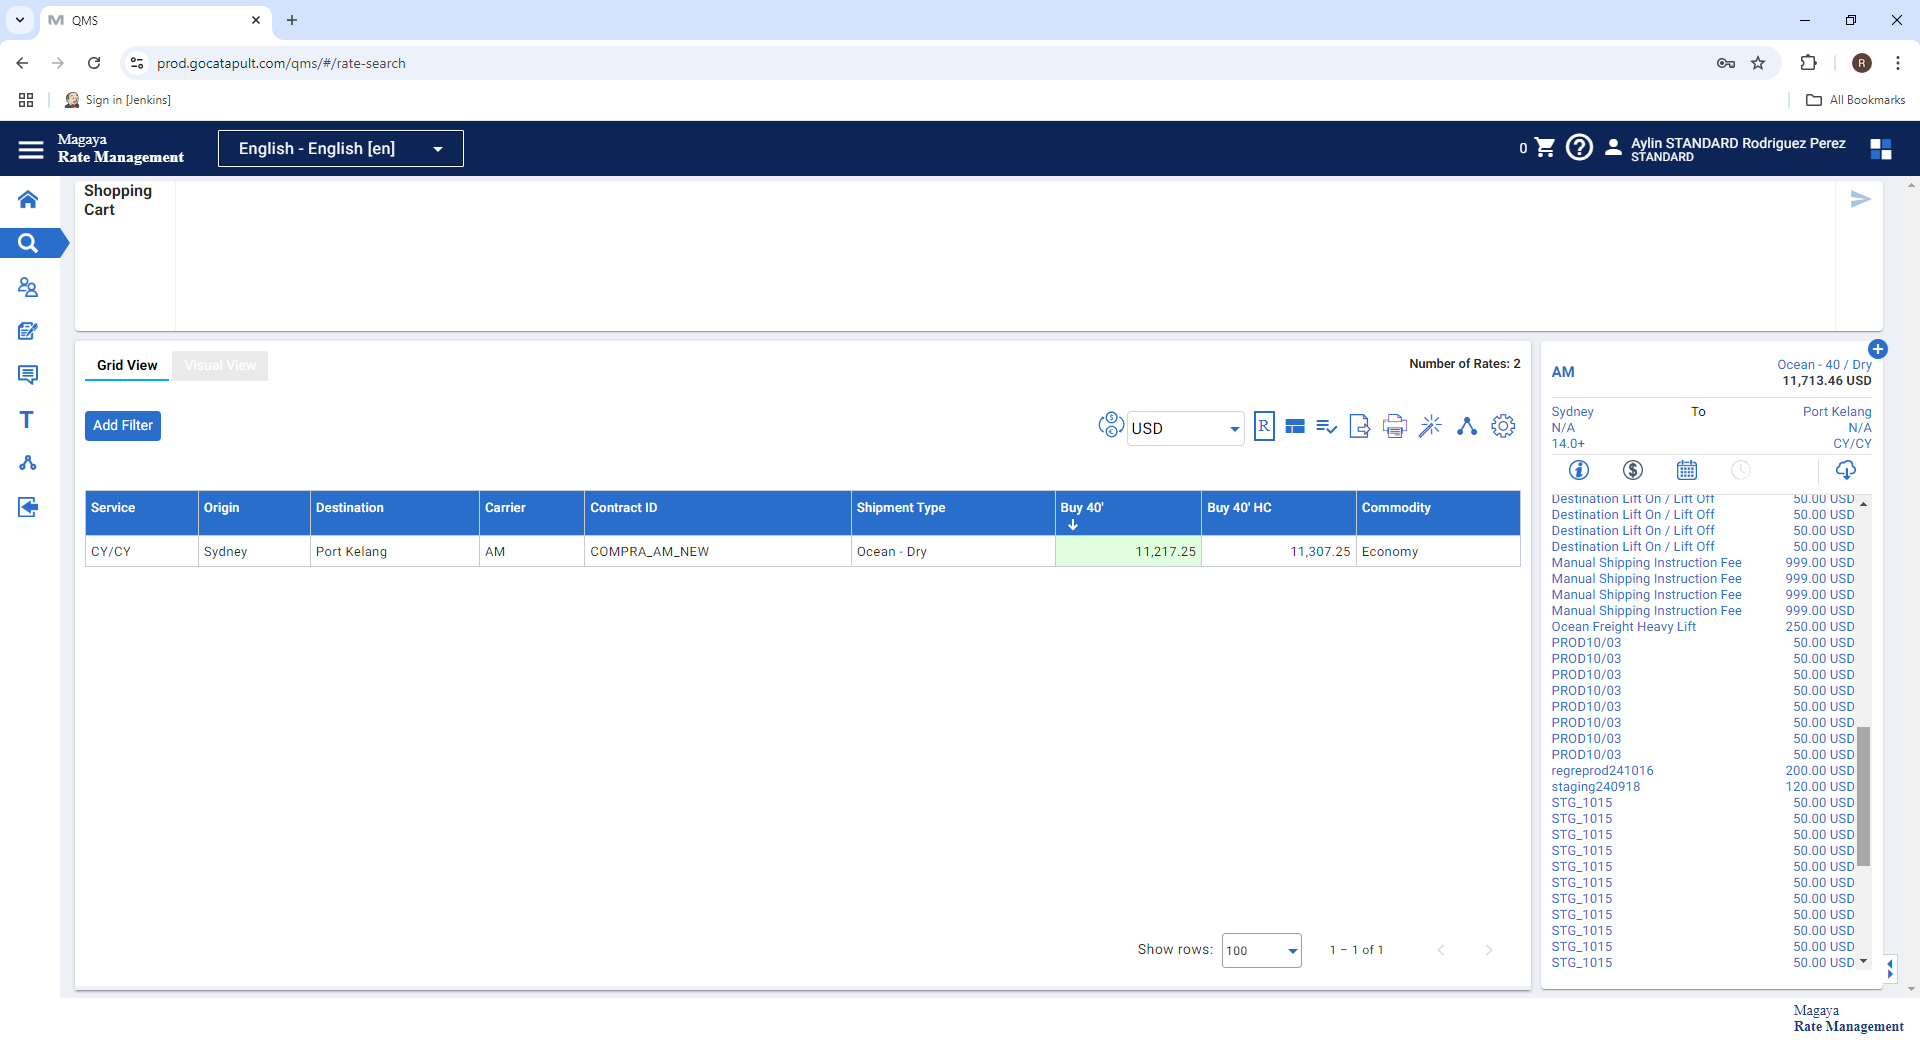 QMS
prod.gocatapult.com/qms/#/rate-search
R
Sign in [Jenkins]
All Bookmarks
Magaya
Rate Management
English - English [en]
0
Aylin STANDARD Rodriguez Perez
STANDARD
Shopping
Cart
Grid View
Visual View
Number of Rates: 2
Add Filter
USD
R
Service
Origin
Destination
Carrier
Contract ID
Shipment Type
Buy 40'
Buy 40' HC
Commodity
CY/CY
Sydney
Port Kelang
AM
COMPRA_AM_NEW
Ocean - Dry
11,217.25
11,307.25
Economy
Show rows:
100
1 – 1 of 1
AM
Ocean - 40 / Dry
11,713.46 USD
Sydney
To
Port Kelang
N/A
N/A
14.0+
CY/CY
Destination Lift On / Lift Off 50.00 USD
Destination Lift On / Lift Off 50.00 USD
Destination Lift On / Lift Off 50.00 USD
Destination Lift On / Lift Off 50.00 USD
Manual Shipping Instruction Fee 999.00 USD
Manual Shipping Instruction Fee 999.00 USD
Manual Shipping Instruction Fee 999.00 USD
Manual Shipping Instruction Fee 999.00 USD
Ocean Freight Heavy Lift 250.00 USD
PROD10/03 50.00 USD
PROD10/03 50.00 USD
PROD10/03 50.00 USD
PROD10/03 50.00 USD
PROD10/03 50.00 USD
PROD10/03 50.00 USD
PROD10/03 50.00 USD
PROD10/03 50.00 USD
regreprod241016 200.00 USD
staging240918 120.00 USD
STG_1015 50.00 USD
STG_1015 50.00 USD
STG_1015 50.00 USD
STG_1015 50.00 USD
STG_1015 50.00 USD
STG_1015 50.00 USD
STG_1015 50.00 USD
STG_1015 50.00 USD
STG_1015 50.00 USD
STG_1015 50.00 USD
STG_1015 50.00 USD
Magaya
Rate Management